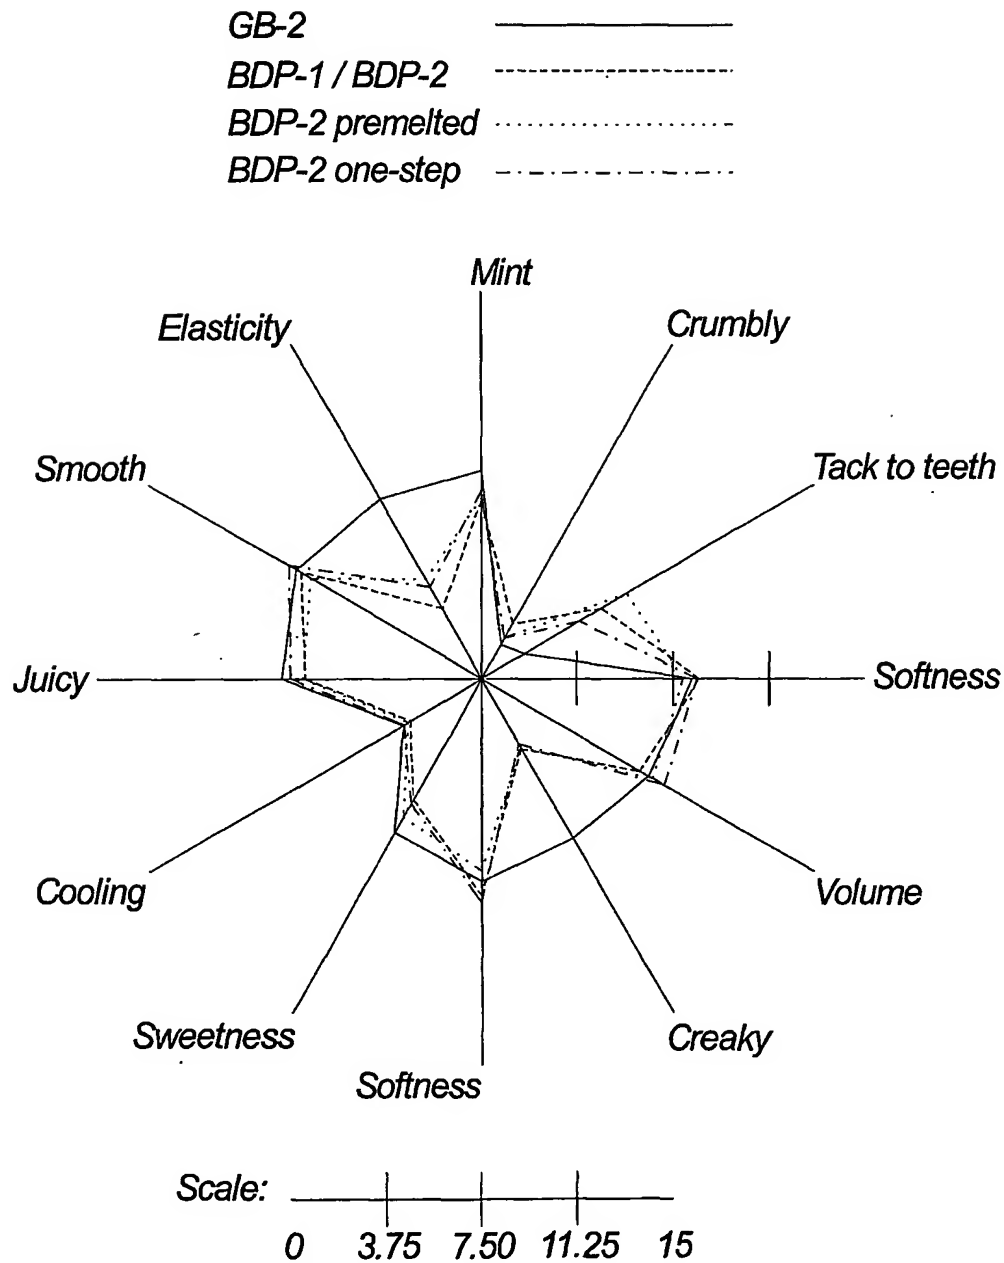 GB-2
BDP-1 / BDP-2
BDP-2 premelted
BDP-2 one-step
Mint
Elasticity
Crumbly
Smooth
Tack to teeth
Juicy
Softness
Cooling
Volume
Sweetness
Creaky
Softness
Scale:
0 3.75 7.50 11.25 15